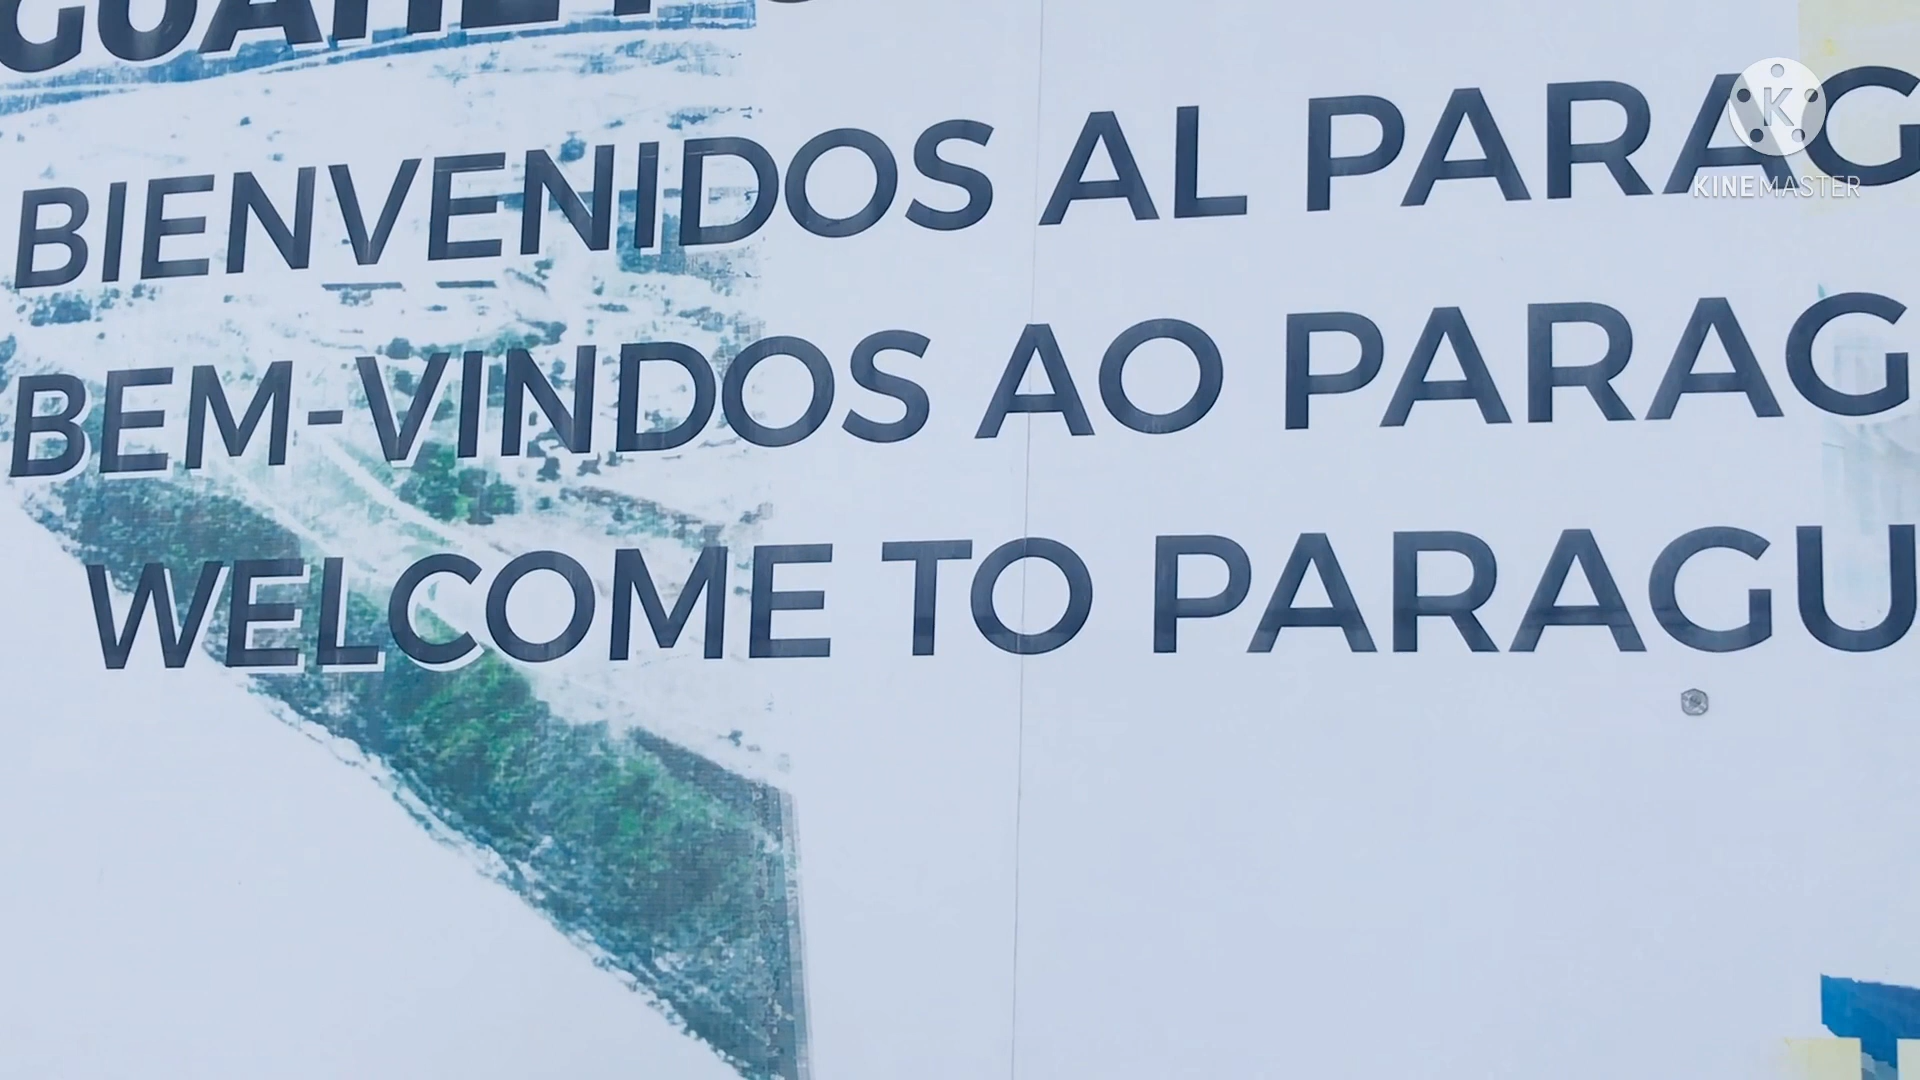 BIENVENIDOS AL PARAG
BEM-VINDOS AO PARAG
WELCOME TO PARAGU
KINEMASTER